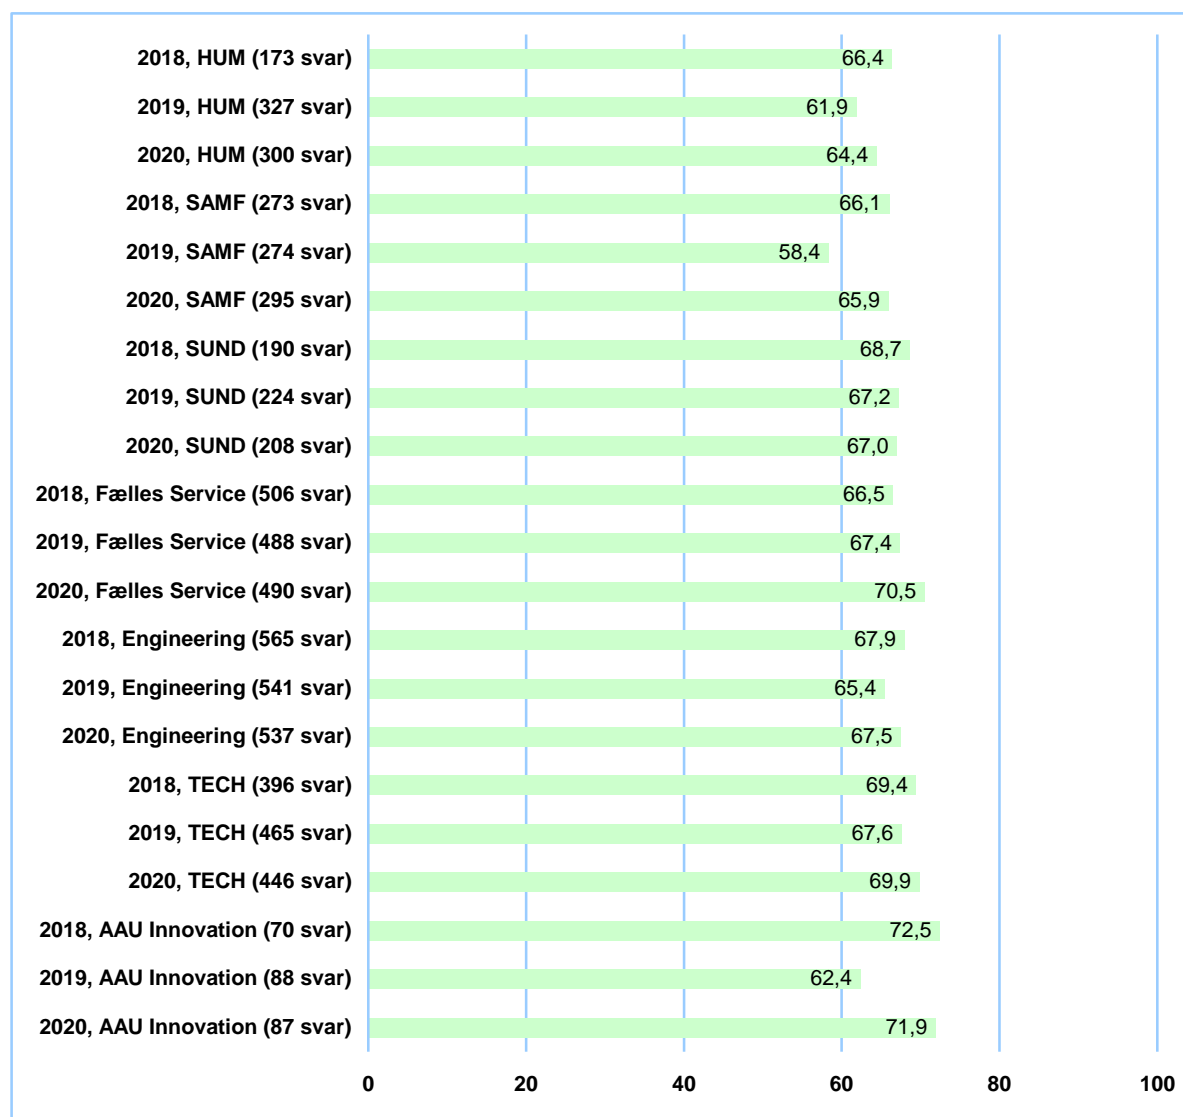 2018, HUM (173 svar) 66,4
2019, HUM (327 svar) 61,9
2020, HUM (300 svar) 64,4
2018, SAMF (273 svar) 66,1
2019, SAMF (274 svar) 58,4
2020, SAMF (295 svar) 65,9
2018, SUND (190 svar) 68,7
2019, SUND (224 svar) 67,2
2020, SUND (208 svar) 67,0
2018, Fælles Service (506 svar) 66,5
2019, Fælles Service (488 svar) 67,4
2020, Fælles Service (490 svar) 70,5
2018, Engineering (565 svar) 67,9
2019, Engineering (541 svar) 65,4
2020, Engineering (537 svar) 67,5
2018, TECH (396 svar) 69,4
2019, TECH (465 svar) 67,6
2020, TECH (446 svar) 69,9
2018, AAU Innovation (70 svar) 72,5
2019, AAU Innovation (88 svar) 62,4
2020, AAU Innovation (87 svar) 71,9
0 20 40 60 80 100